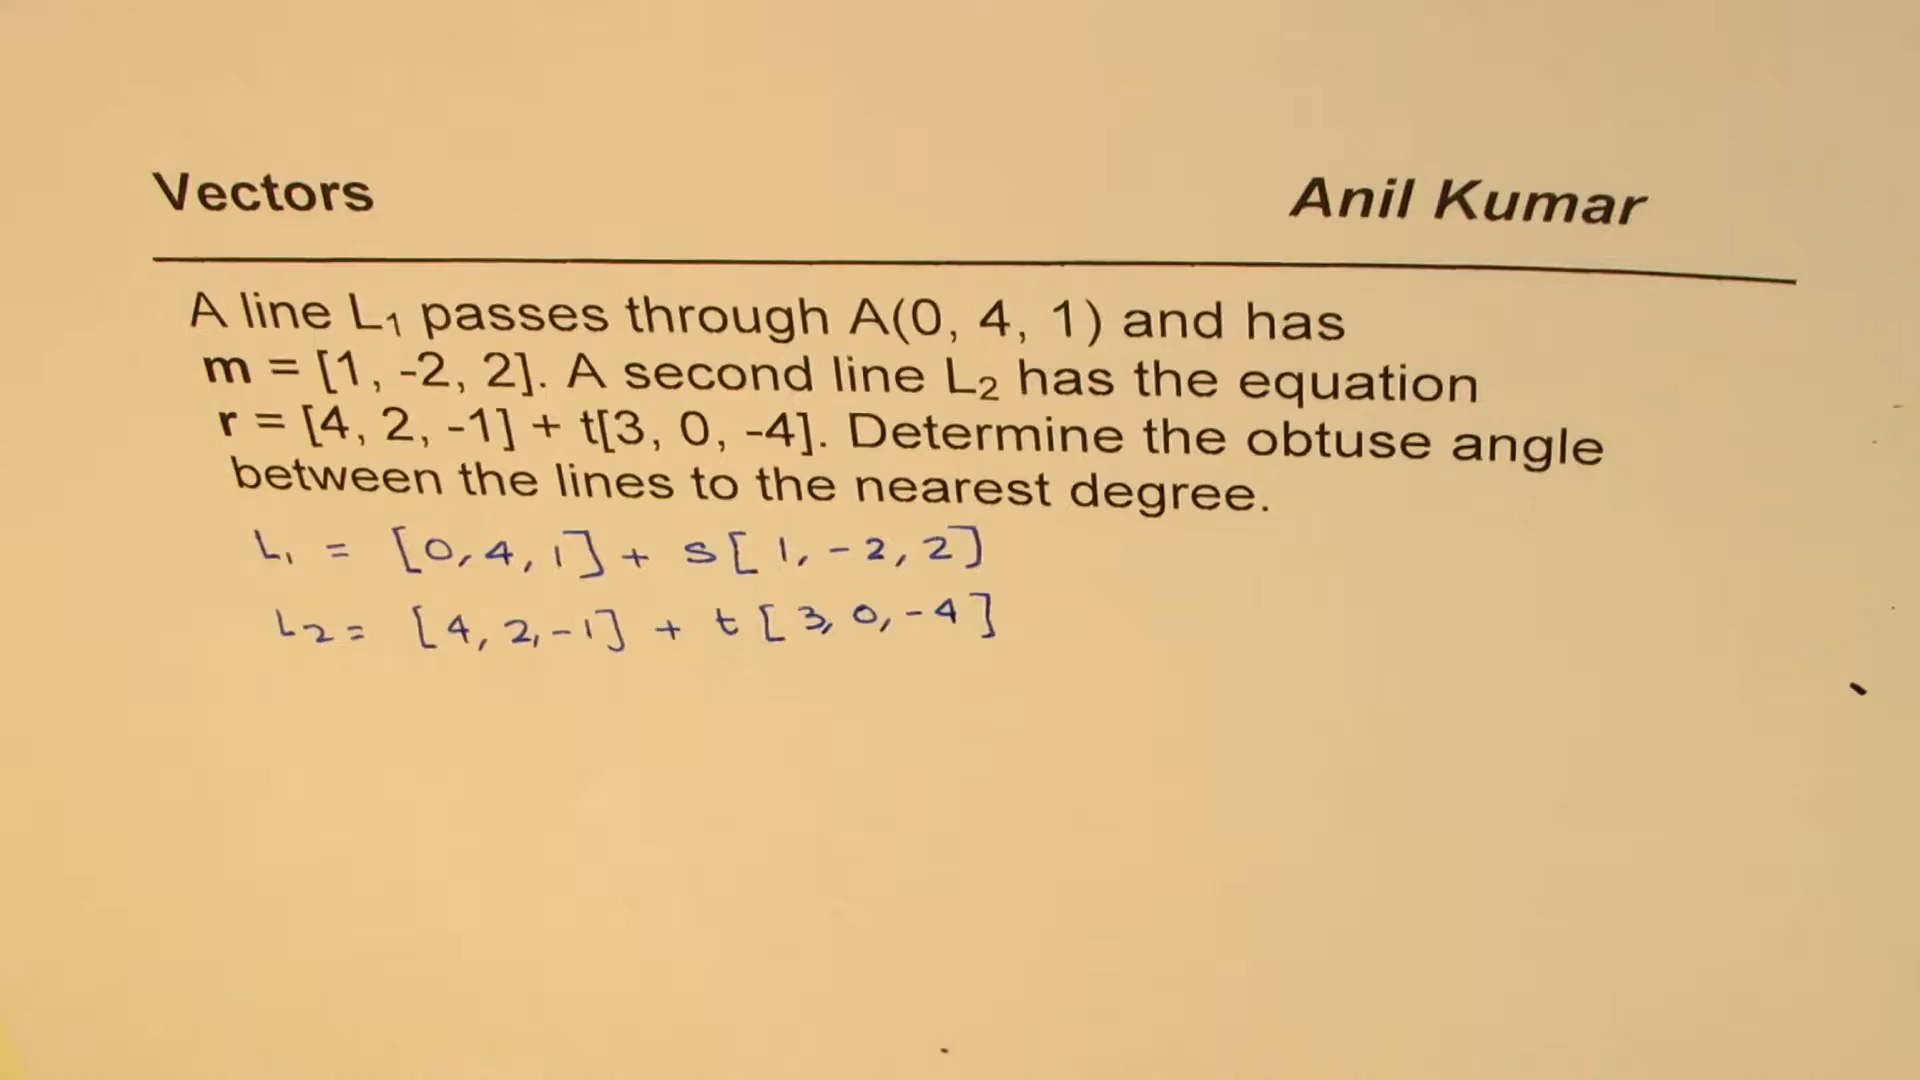 Vectors Anil Kumar
A line L₁ passes through A(0, 4, 1) and has
m = [1, -2, 2]. A second line L₂ has the equation
r = [4, 2, -1] + t[3, 0, -4]. Determine the obtuse angle
between the lines to the nearest degree.
L₁ = [0, 4, 1] + s[1, -2, 2]
L₂ = [4, 2, -1] + t[3, 0, -4]